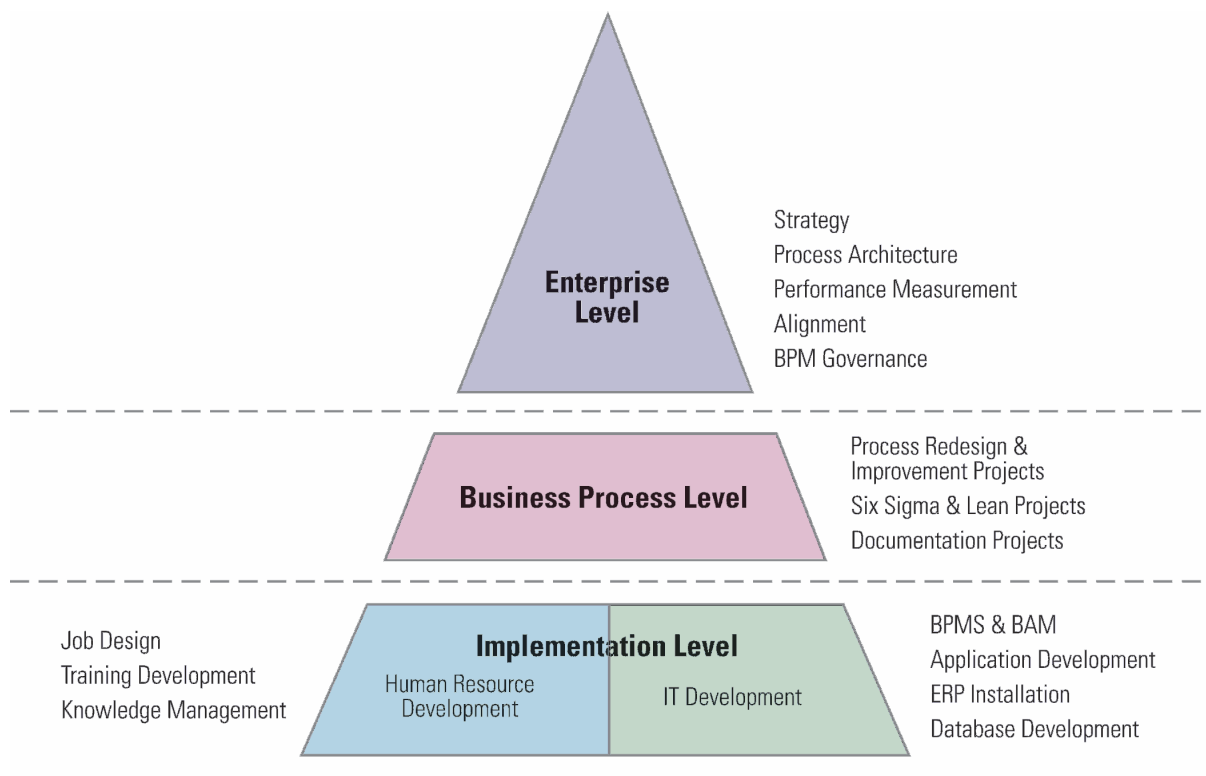 Enterprise
Level
Strategy
Process Architecture
Performance Measurement
Alignment
BPM Governance
Business Process Level
Process Redesign &
Improvement Projects
Six Sigma & Lean Projects
Documentation Projects
Job Design
Training Development
Knowledge Management
Implementation Level
Human Resource
Development
IT Development
BPMS & BAM
Application Development
ERP Installation
Database Development